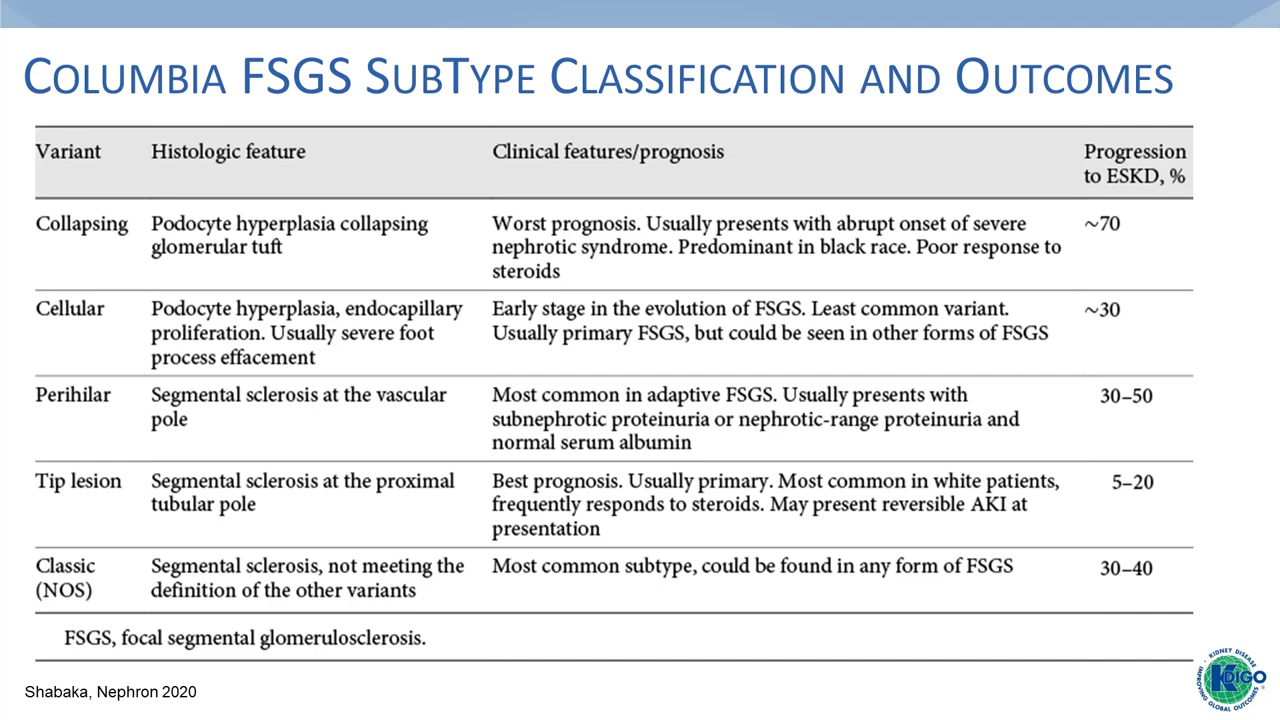 COLUMBIA FSGS SUBTYPE CLASSIFICATION AND OUTCOMES
Variant Histologic feature Clinical features/prognosis Progression to ESKD, %
Collapsing Podocyte hyperplasia collapsing glomerular tuft Worst prognosis. Usually presents with abrupt onset of severe nephrotic syndrome. Predominant in black race. Poor response to steroids ~70
Cellular Podocyte hyperplasia, endocapillary proliferation. Usually severe foot process effacement Early stage in the evolution of FSGS. Least common variant. Usually primary FSGS, but could be seen in other forms of FSGS ~30
Perihilar Segmental sclerosis at the vascular pole Most common in adaptive FSGS. Usually presents with subnephrotic proteinuria or nephrotic-range proteinuria and normal serum albumin 30–50
Tip lesion Segmental sclerosis at the proximal tubular pole Best prognosis. Usually primary. Most common in white patients, frequently responds to steroids. May present reversible AKI at presentation 5–20
Classic (NOS) Segmental sclerosis, not meeting the definition of the other variants Most common subtype, could be found in any form of FSGS 30–40
FSGS, focal segmental glomerulosclerosis.
Shabaka, Nephron 2020
KIDNEY DISEASE
KDIGO
IMPROVING GLOBAL OUTCOMES